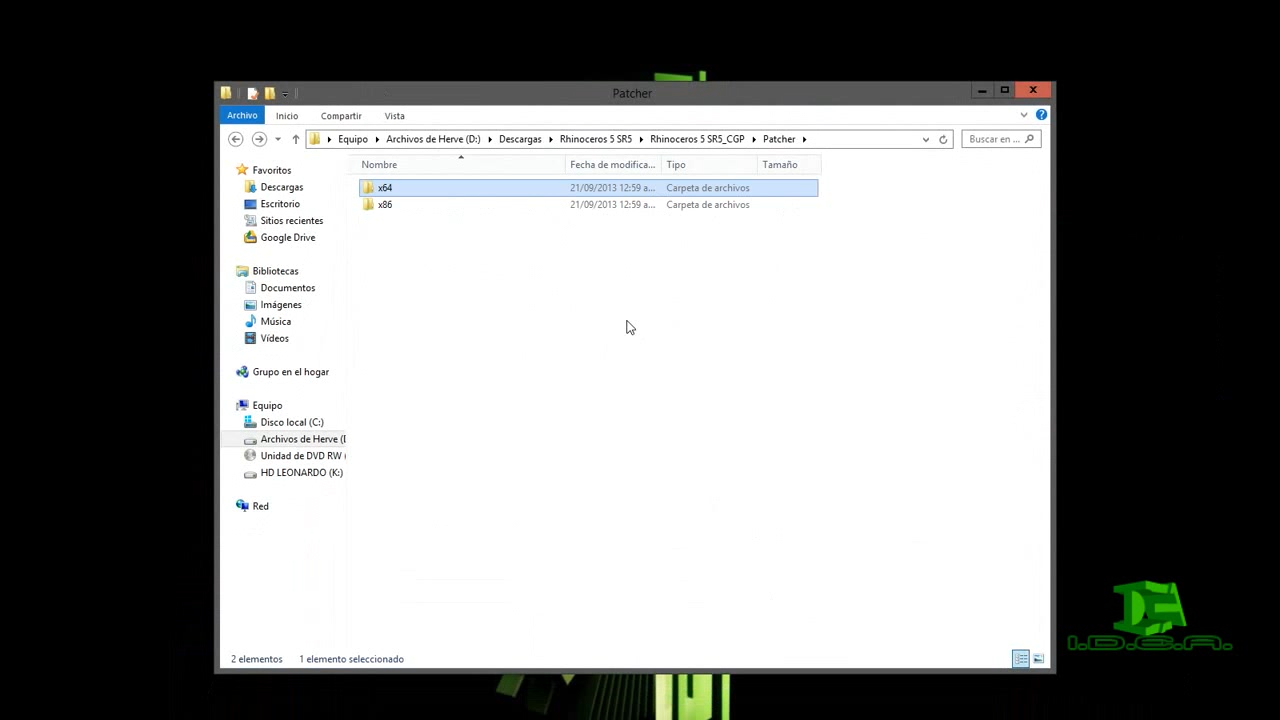 Patcher
Archivo Inicio Compartir Vista
Equipo Archivos de Herve (D:) Descargas Rhinoceros 5 SR5 Rhinoceros 5 SR5_CGP Patcher Buscar en ...
Nombre Fecha de modifica... Tipo Tamaño
x64 21/09/2013 12:59 a... Carpeta de archivos
x86 21/09/2013 12:59 a... Carpeta de archivos
Favoritos
Descargas
Escritorio
Sitios recientes
Google Drive
Bibliotecas
Documentos
Imágenes
Música
Vídeos
Grupo en el hogar
Equipo
Disco local (C:)
Archivos de Herve (
Unidad de DVD RW (
HD LEONARDO (K:)
Red
2 elementos 1 elemento seleccionado
I.D.E.A.